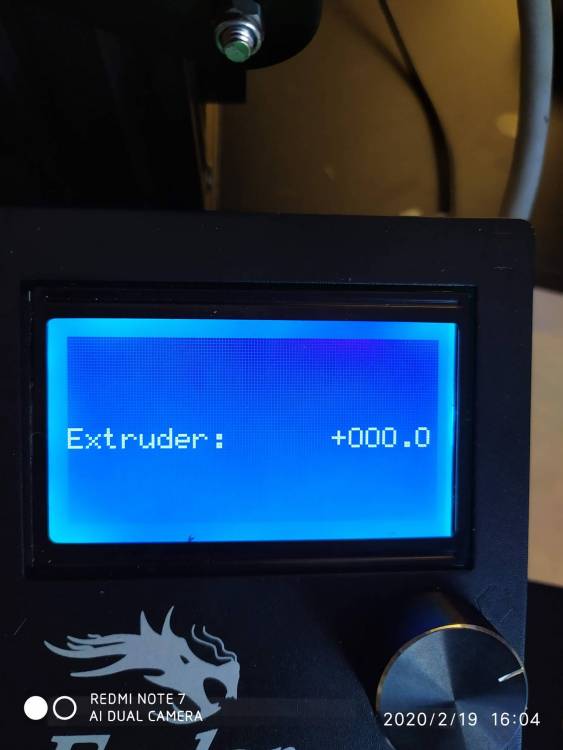 Extruder: +000.0
REDMI NOTE 7
AI DUAL CAMERA
2020/2/19 16:04